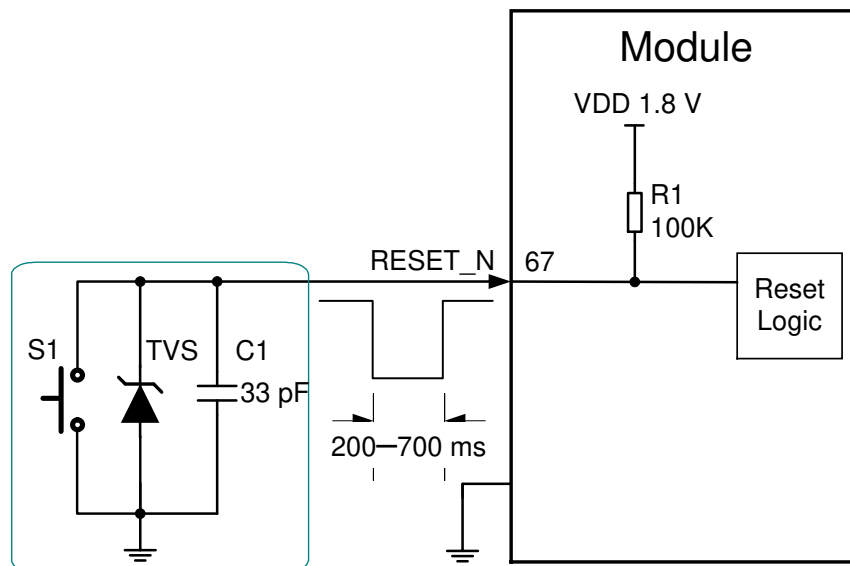 Module
VDD 1.8 V
R1
100K
RESET_N
67
Reset
Logic
S1
TVS
C1
33 pF
200–700 ms